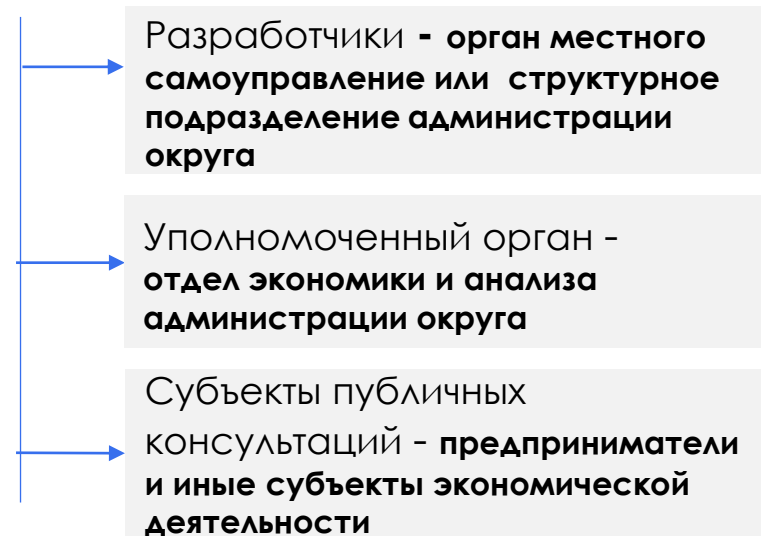 Разработчики - орган местного
самоуправление или структурное
подразделение администрации
округа
Уполномоченный орган -
отдел экономики и анализа
администрации округа
Субъекты публичных
консультаций - предприниматели
и иные субъекты экономической
деятельности